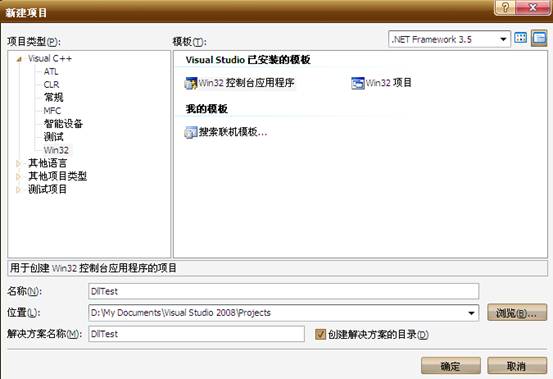 新建项目
项目类型(P):
模板(T):
.NET Framework 3.5
Visual C++
ATL
CLR
常规
MFC
智能设备
测试
Win32
其他语言
其他项目类型
测试项目
Visual Studio 已安装的模板
Win32 控制台应用程序
Win32 项目
我的模板
搜索联机模板...
用于创建 Win32 控制台应用程序的项目
名称(N):
DllTest
位置(L):
D:\My Documents\Visual Studio 2008\Projects
浏览(B)...
解决方案名称(M):
DllTest
创建解决方案的目录(D)
确定
取消